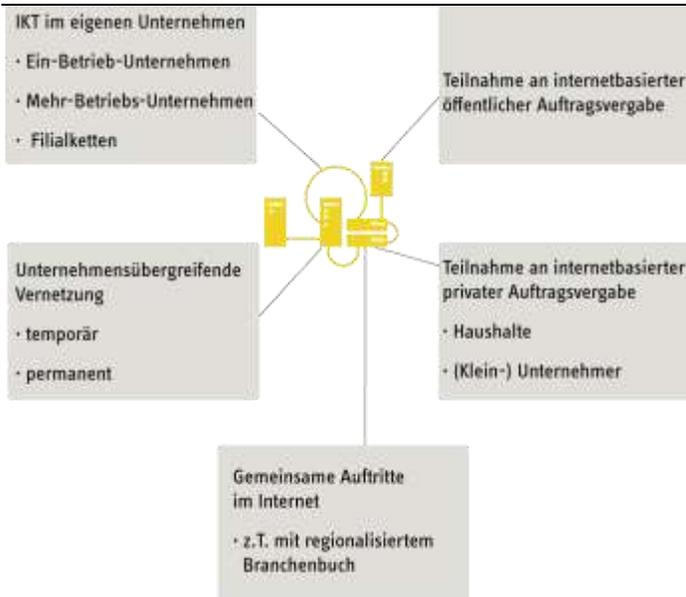 IKT im eigenen Unternehmen
· Ein-Betrieb-Unternehmen
· Mehr-Betriebs-Unternehmen
· Filialketten
Teilnahme an internetbasierter
öffentlicher Auftragsvergabe
Unternehmensübergreifende
Vernetzung
· temporär
· permanent
Teilnahme an internetbasierter
privater Auftragsvergabe
· Haushalte
· (Klein-) Unternehmer
Gemeinsame Auftritte
im Internet
· z.T. mit regionalisiertem
Branchenbuch